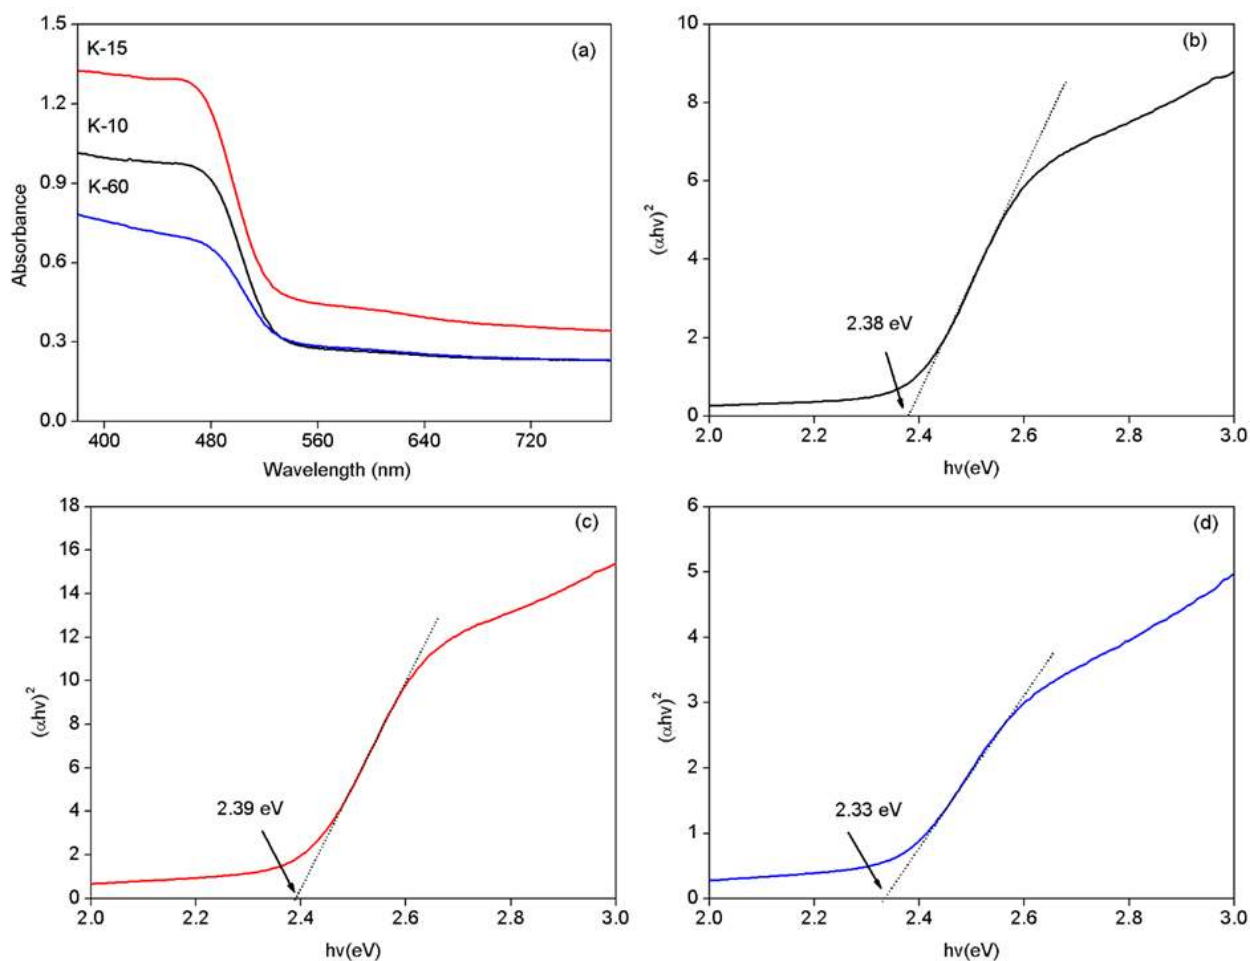 (a)
K-15
K-10
K-60
1.5
1.2
0.9
0.6
0.3
0.0
Absorbance
400 480 560 640 720
Wavelength (nm)
(b)
10
8
6
4
2
0
(αhν)²
2.38 eV
2.0 2.2 2.4 2.6 2.8 3.0
hν(eV)
(c)
18
16
14
12
10
8
6
4
2
0
(αhν)²
2.39 eV
2.0 2.2 2.4 2.6 2.8 3.0
hν(eV)
(d)
6
5
4
3
2
1
0
(αhν)²
2.33 eV
2.0 2.2 2.4 2.6 2.8 3.0
hν(eV)